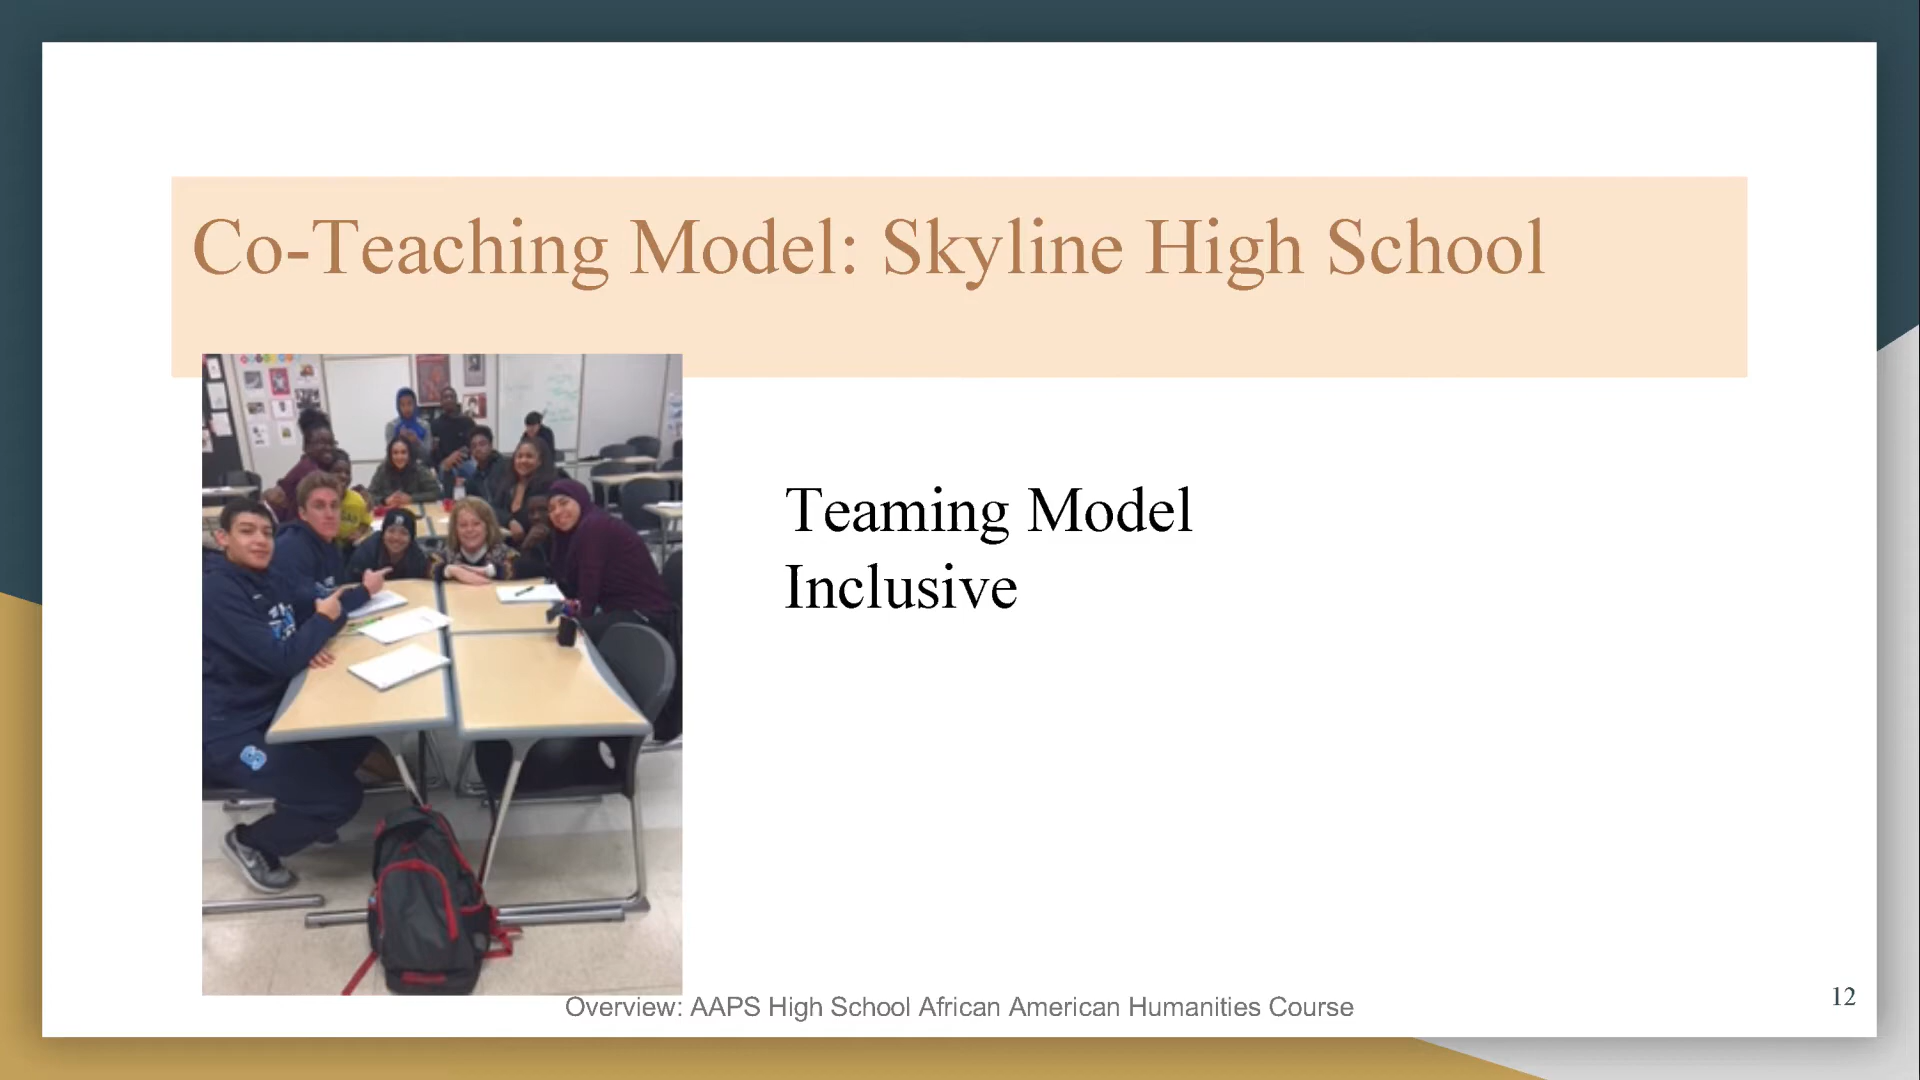 Co-Teaching Model: Skyline High School
Teaming Model
Inclusive
Overview: AAPS High School African American Humanities Course
12